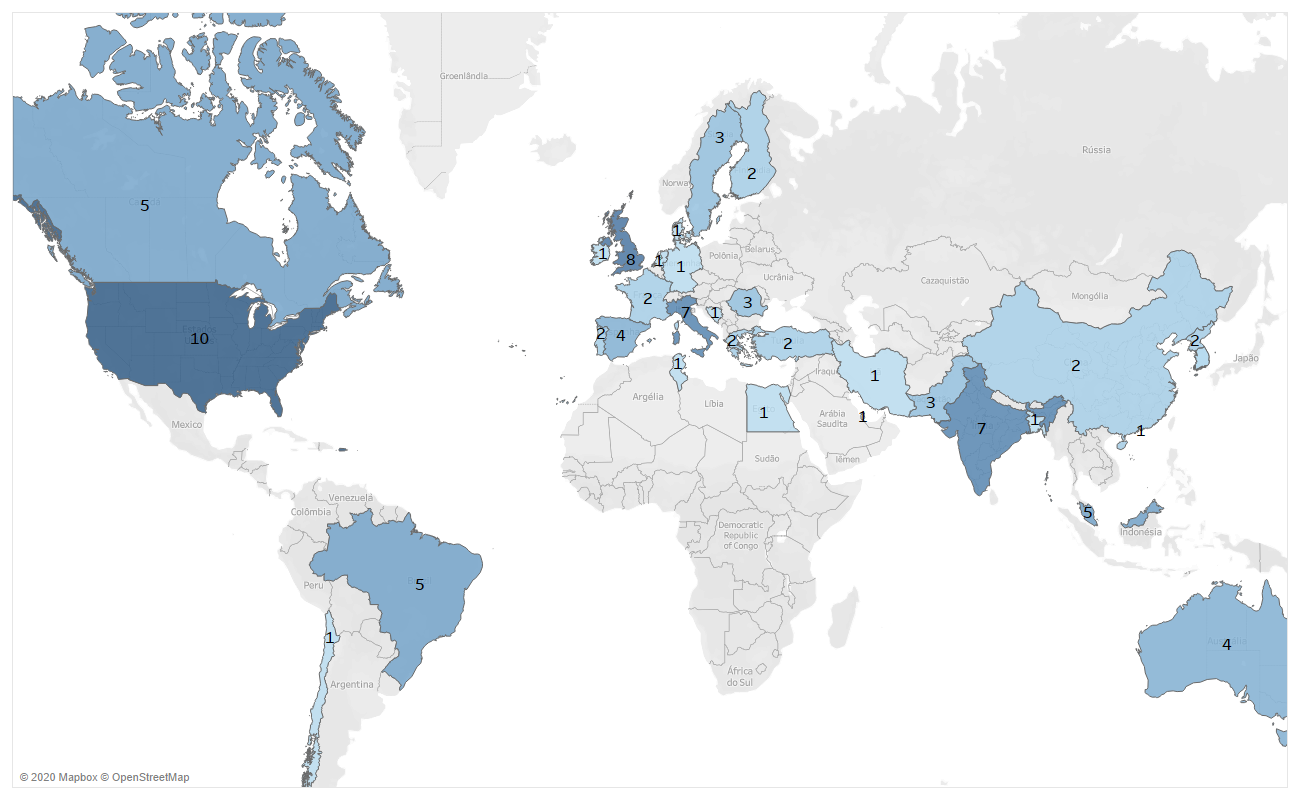 Groenlândia
3
Rússia
2
Norwa
5
1
1
8
1
1
Belarus
Polônia
Ucrânia
Cazaquistão
Mongólia
2
3
7
1
10
2
4
2
2
2
Japão
1
Iraqu
1
2
Argélia
Líbia
1
Arábia
Saudita
1
3
1
1
7
Mexico
Sudão
Iêmen
Venezuela
Colômbia
5
Democratic
Republic
of Congo
Indonésia
Peru
5
1
4
África
do Sul
Argentina
© 2020 Mapbox © OpenStreetMap